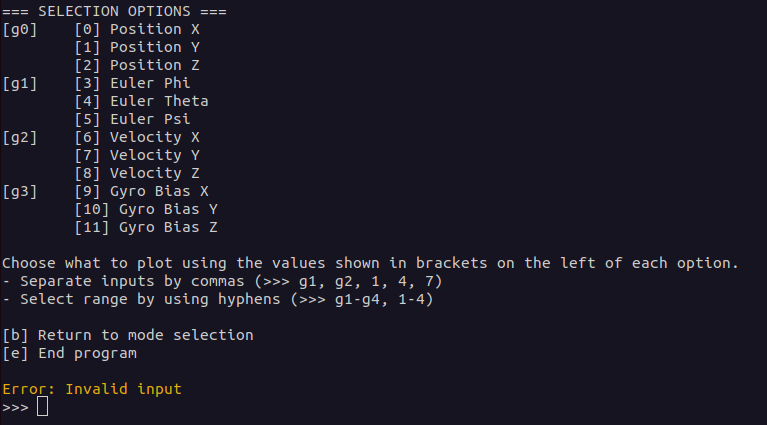 === SELECTION OPTIONS ===
[g0]    [0] Position X
        [1] Position Y
        [2] Position Z
[g1]    [3] Euler Phi
        [4] Euler Theta
        [5] Euler Psi
[g2]    [6] Velocity X
        [7] Velocity Y
        [8] Velocity Z
[g3]    [9] Gyro Bias X
        [10] Gyro Bias Y
        [11] Gyro Bias Z

Choose what to plot using the values shown in brackets on the left of each option.
- Separate inputs by commas (>>> g1, g2, 1, 4, 7)
- Select range by using hyphens (>>> g1-g4, 1-4)

[b] Return to mode selection
[e] End program

Error: Invalid input
>>>